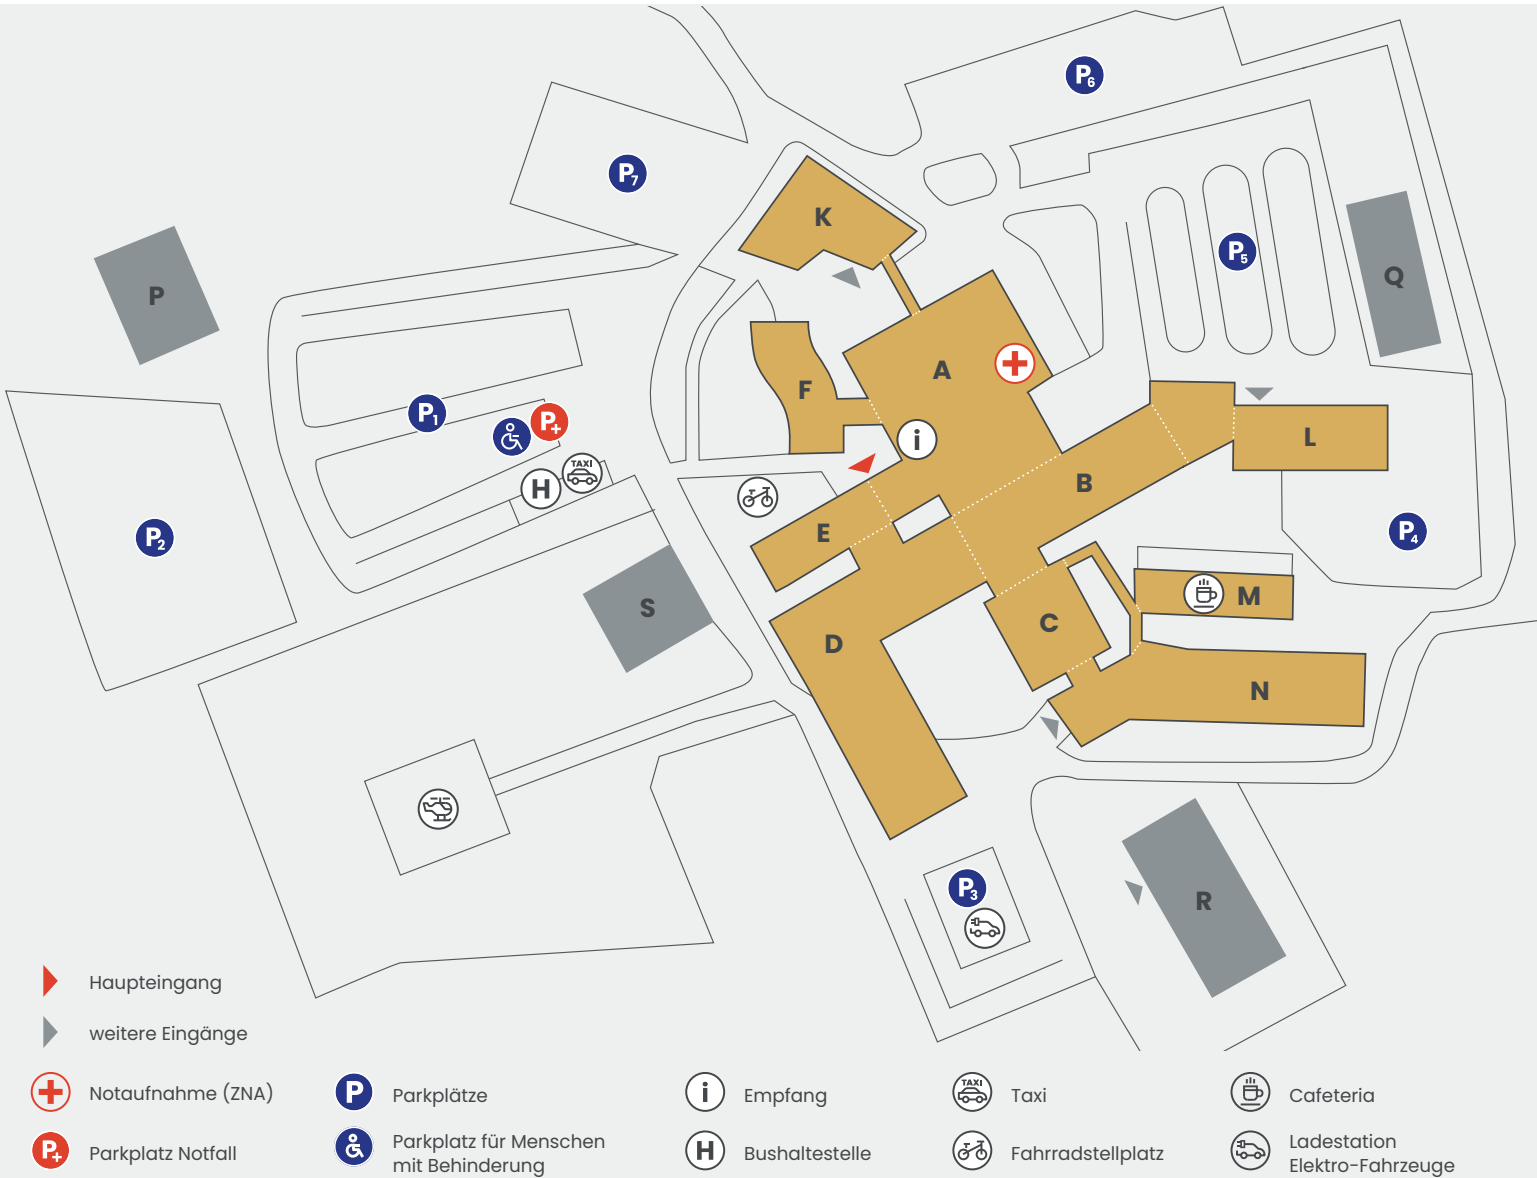 P6
P7
K
P5
Q
P
A
F
P1
P+
i
L
TAXI
H
B
E
P4
P2
M
S
C
D
N
P3
R
Haupteingang
weitere Eingänge
Notaufnahme (ZNA)
P Parkplätze
i Empfang
TAXI Taxi
Cafeteria
P+ Parkplatz Notfall
Parkplatz für Menschen
mit Behinderung
H Bushaltestelle
Fahrradstellplatz
Ladestation
Elektro-Fahrzeuge